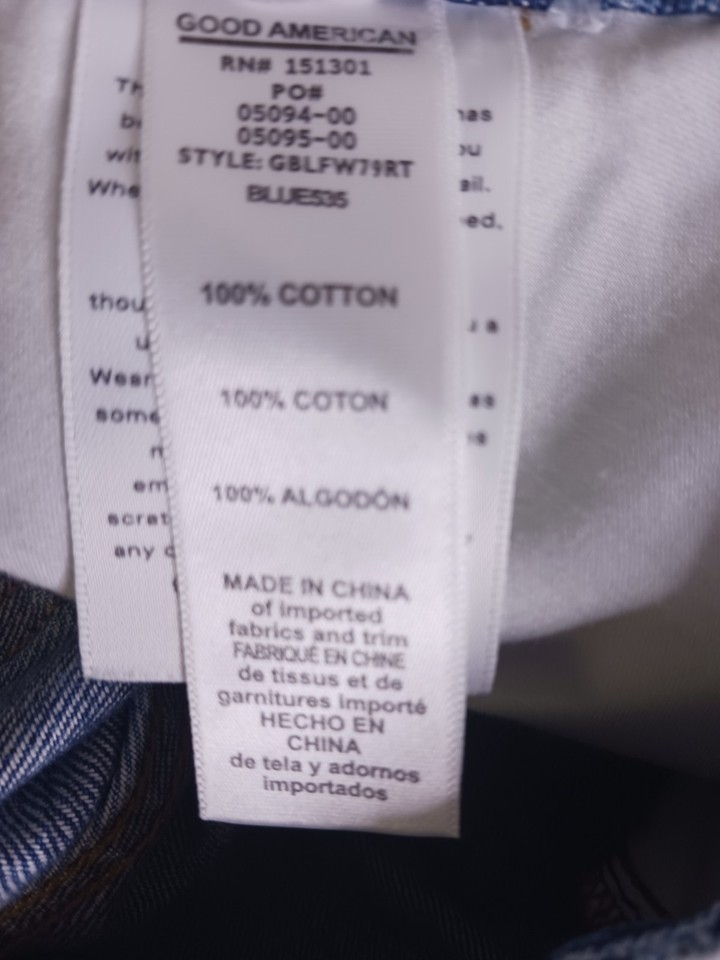 GOOD AMERICAN
RN# 151301
PO#
05094-00
05095-00
STYLE: GBLFW79RT
BLUE535
100% COTTON
100% COTON
100% ALGODÓN
MADE IN CHINA
of imported
fabrics and trim
FABRIQUÉ EN CHINE
de tissus et de
garnitures importé
HECHO EN
CHINA
de tela y adornos
importados